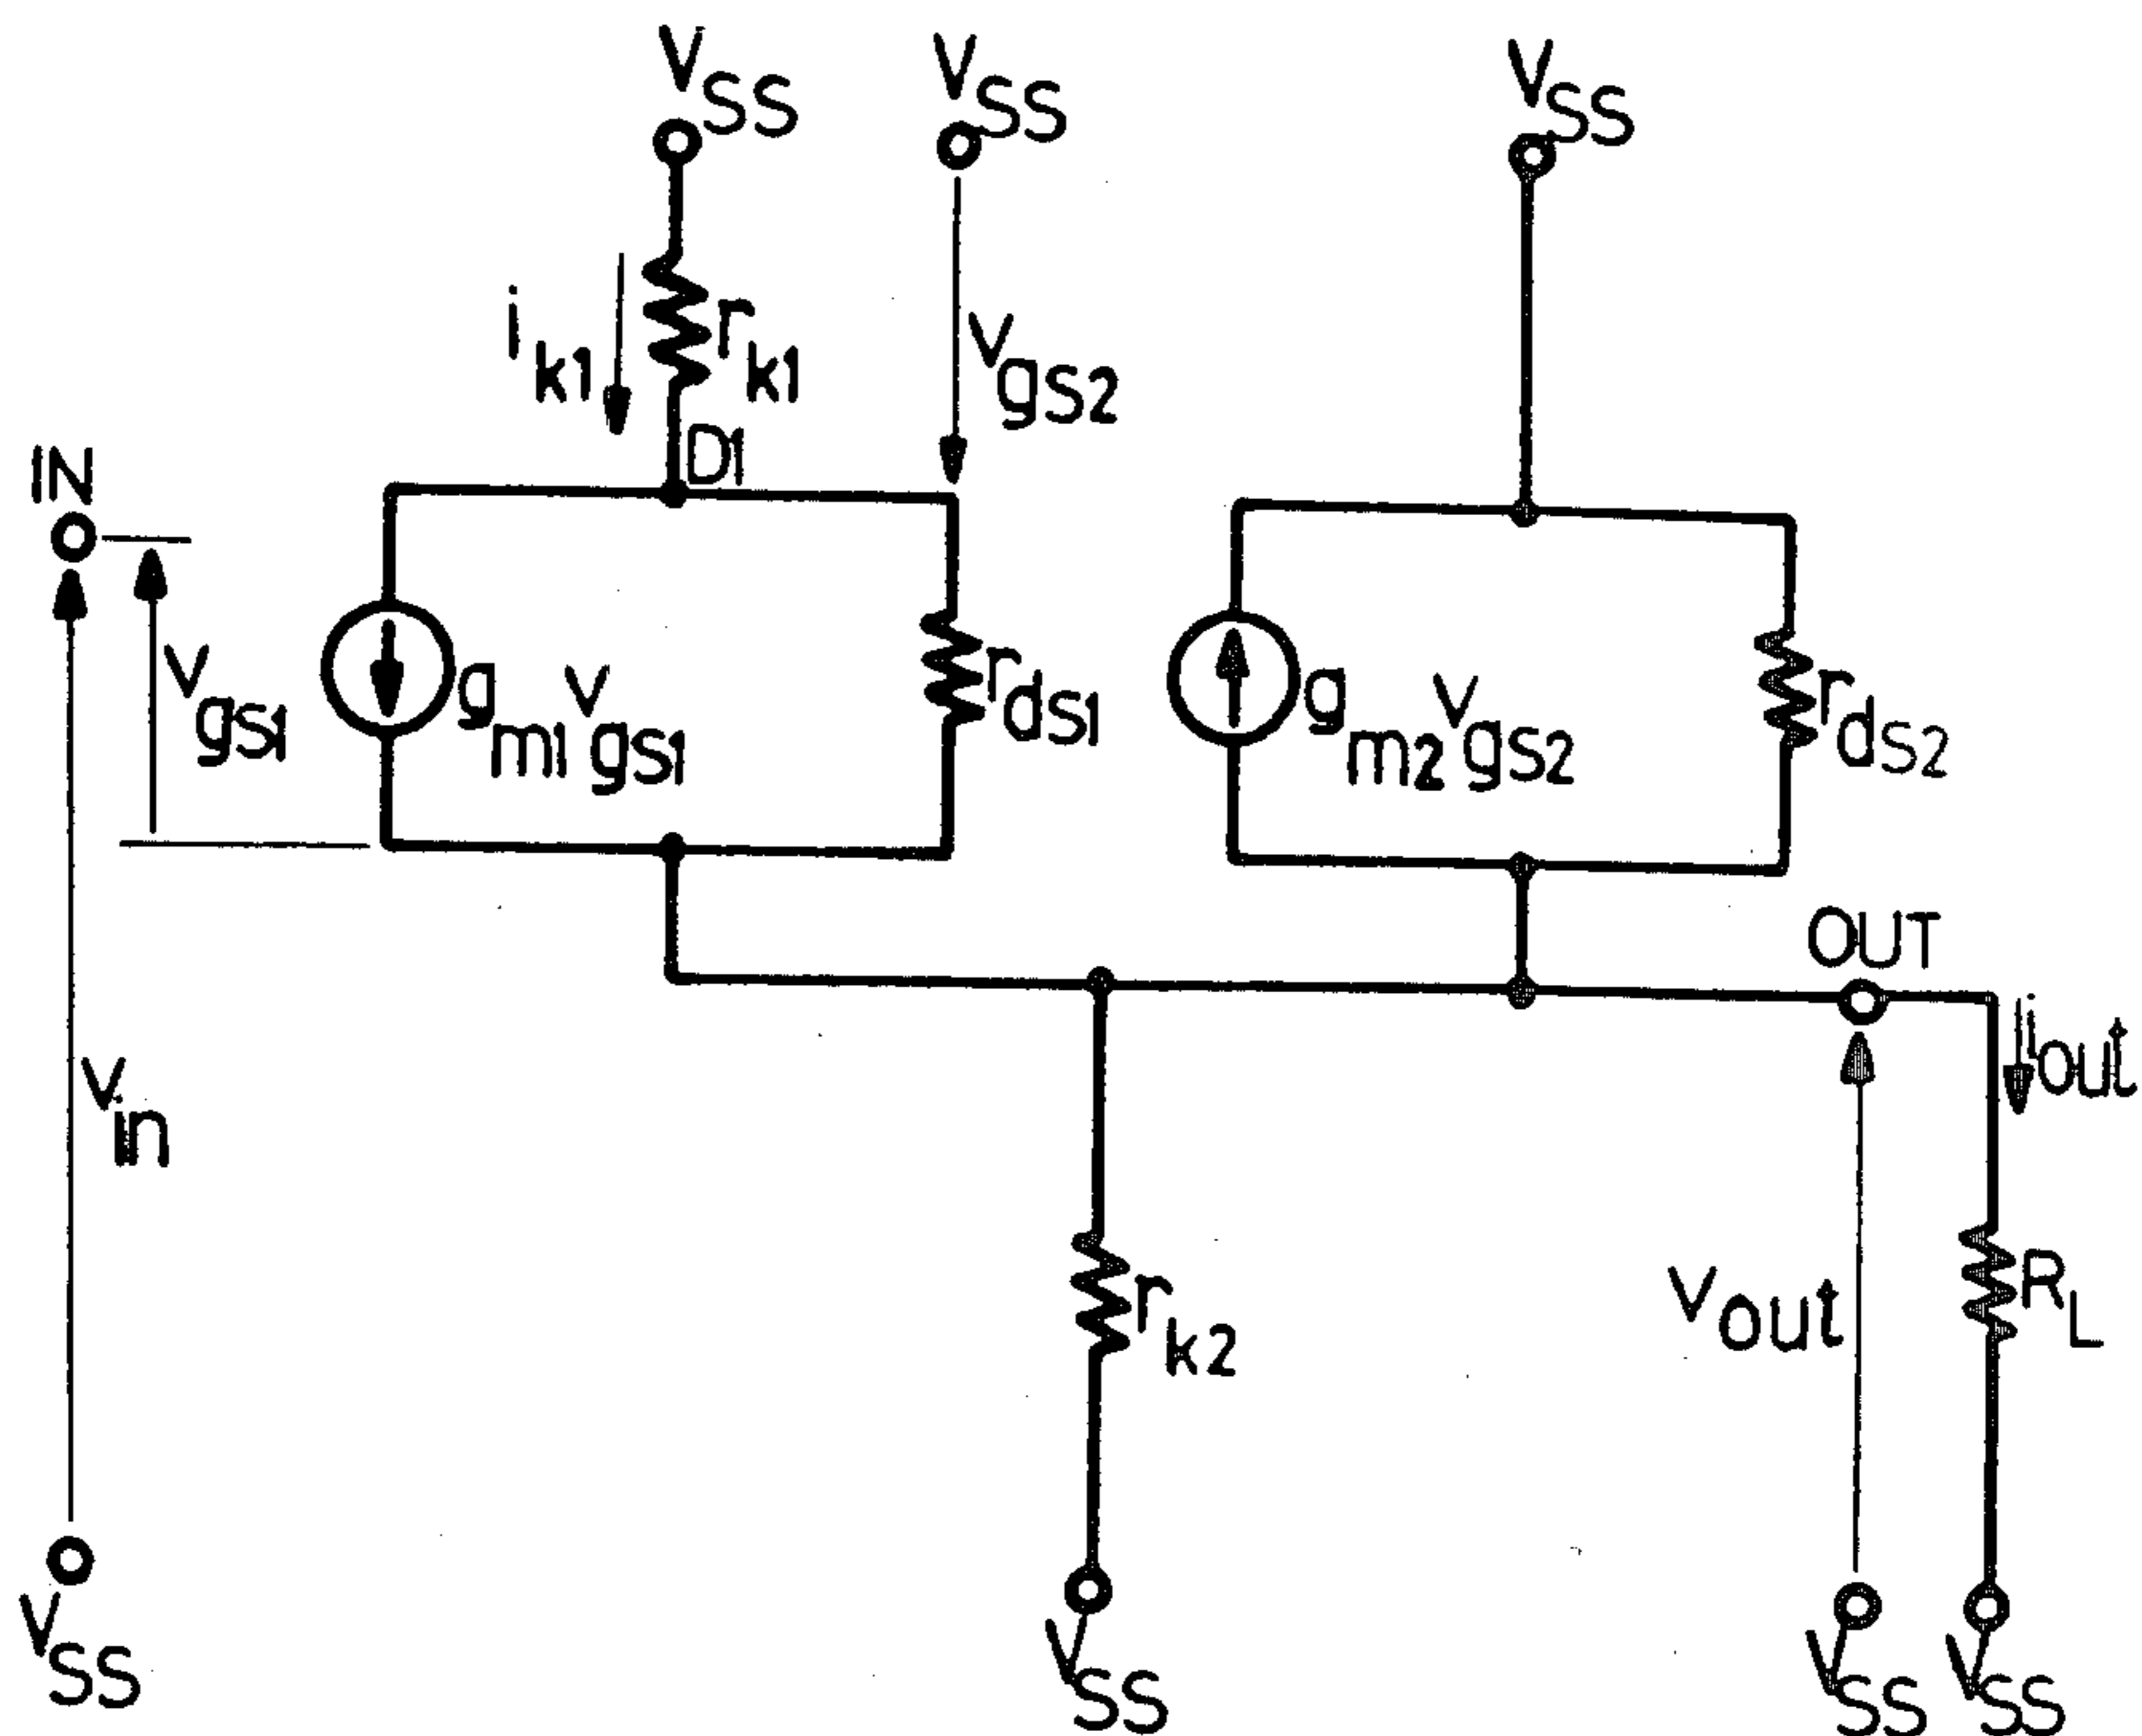 VSS
VSS
VSS
ik1
rk1
vgs2
D1
IN
vgs1
gm1vgs1
rds1
gm2vgs2
rds2
OUT
iout
vin
rk2
vout
RL
VSS
VSS
VSS
VSS